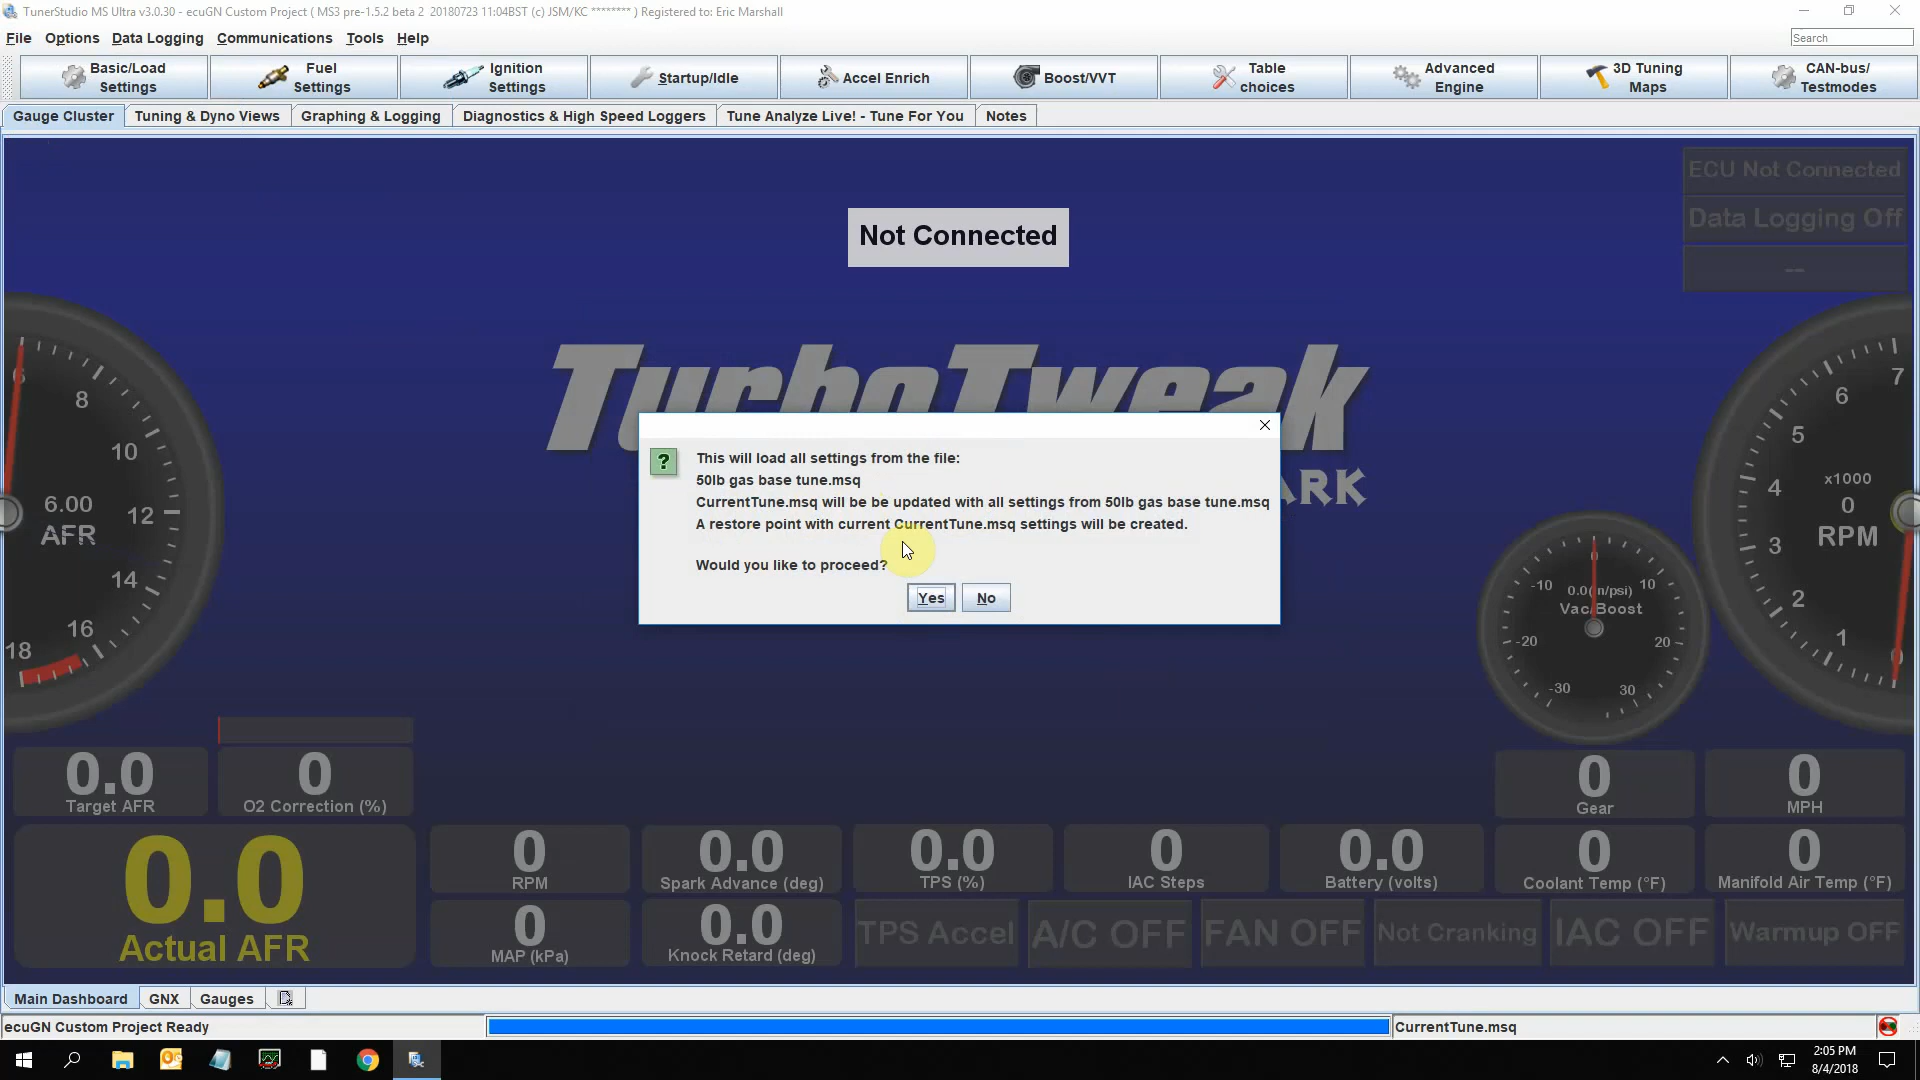 TunerStudio MS Ultra v3.0.30 - ecuGN Custom Project ( MS3 pre-1.5.2 beta 2  20180723 11:04BST (c) JSM/KC ******** ) Registered to: Eric Marshall
File Options Data Logging Communications Tools Help
Search
Basic/Load Settings
Fuel Settings
Ignition Settings
Startup/Idle
Accel Enrich
Boost/VVT
Table choices
Advanced Engine
3D Tuning Maps
CAN-bus/ Testmodes
Gauge Cluster
Tuning & Dyno Views
Graphing & Logging
Diagnostics & High Speed Loggers
Tune Analyze Live! - Tune For You
Notes
ECU Not Connected
Data Logging Off
--
Not Connected
TurboTweak
ARK
This will load all settings from the file:
50lb gas base tune.msq
CurrentTune.msq will be be updated with all settings from 50lb gas base tune.msq
A restore point with current CurrentTune.msq settings will be created.
Would you like to proceed?
Yes
No
6
8
10
12
14
16
18
6.00
AFR
7
6
5
4
3
2
1
0
x1000
0
RPM
-30
-20
-10
0
10
20
30
0.0(in/psi)
Vac/Boost
0.0
Target AFR
0
O2 Correction (%)
0
Gear
0
MPH
0.0
Actual AFR
0
RPM
0.0
Spark Advance (deg)
0.0
TPS (%)
0
IAC Steps
0.0
Battery (volts)
0
Coolant Temp (°F)
0
Manifold Air Temp (°F)
0
MAP (kPa)
0.0
Knock Retard (deg)
TPS Accel
A/C OFF
FAN OFF
Not Cranking
IAC OFF
Warmup OFF
Main Dashboard
GNX
Gauges
ecuGN Custom Project Ready
CurrentTune.msq
2:05 PM
8/4/2018